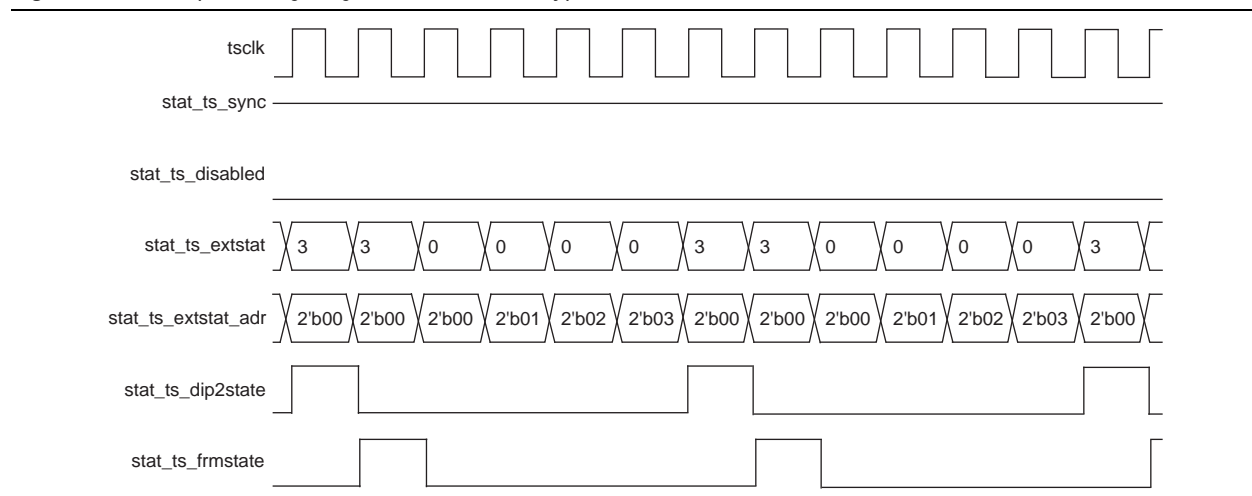 tsclk
stat_ts_sync
stat_ts_disabled
stat_ts_extstat 3 3 0 0 0 0 3 3 0 0 0 0 3
stat_ts_extstat_adr 2'b00 2'b00 2'b00 2'b01 2'b02 2'b03 2'b00 2'b00 2'b00 2'b01 2'b02 2'b03 2'b00
stat_ts_dip2state
stat_ts_frmstate